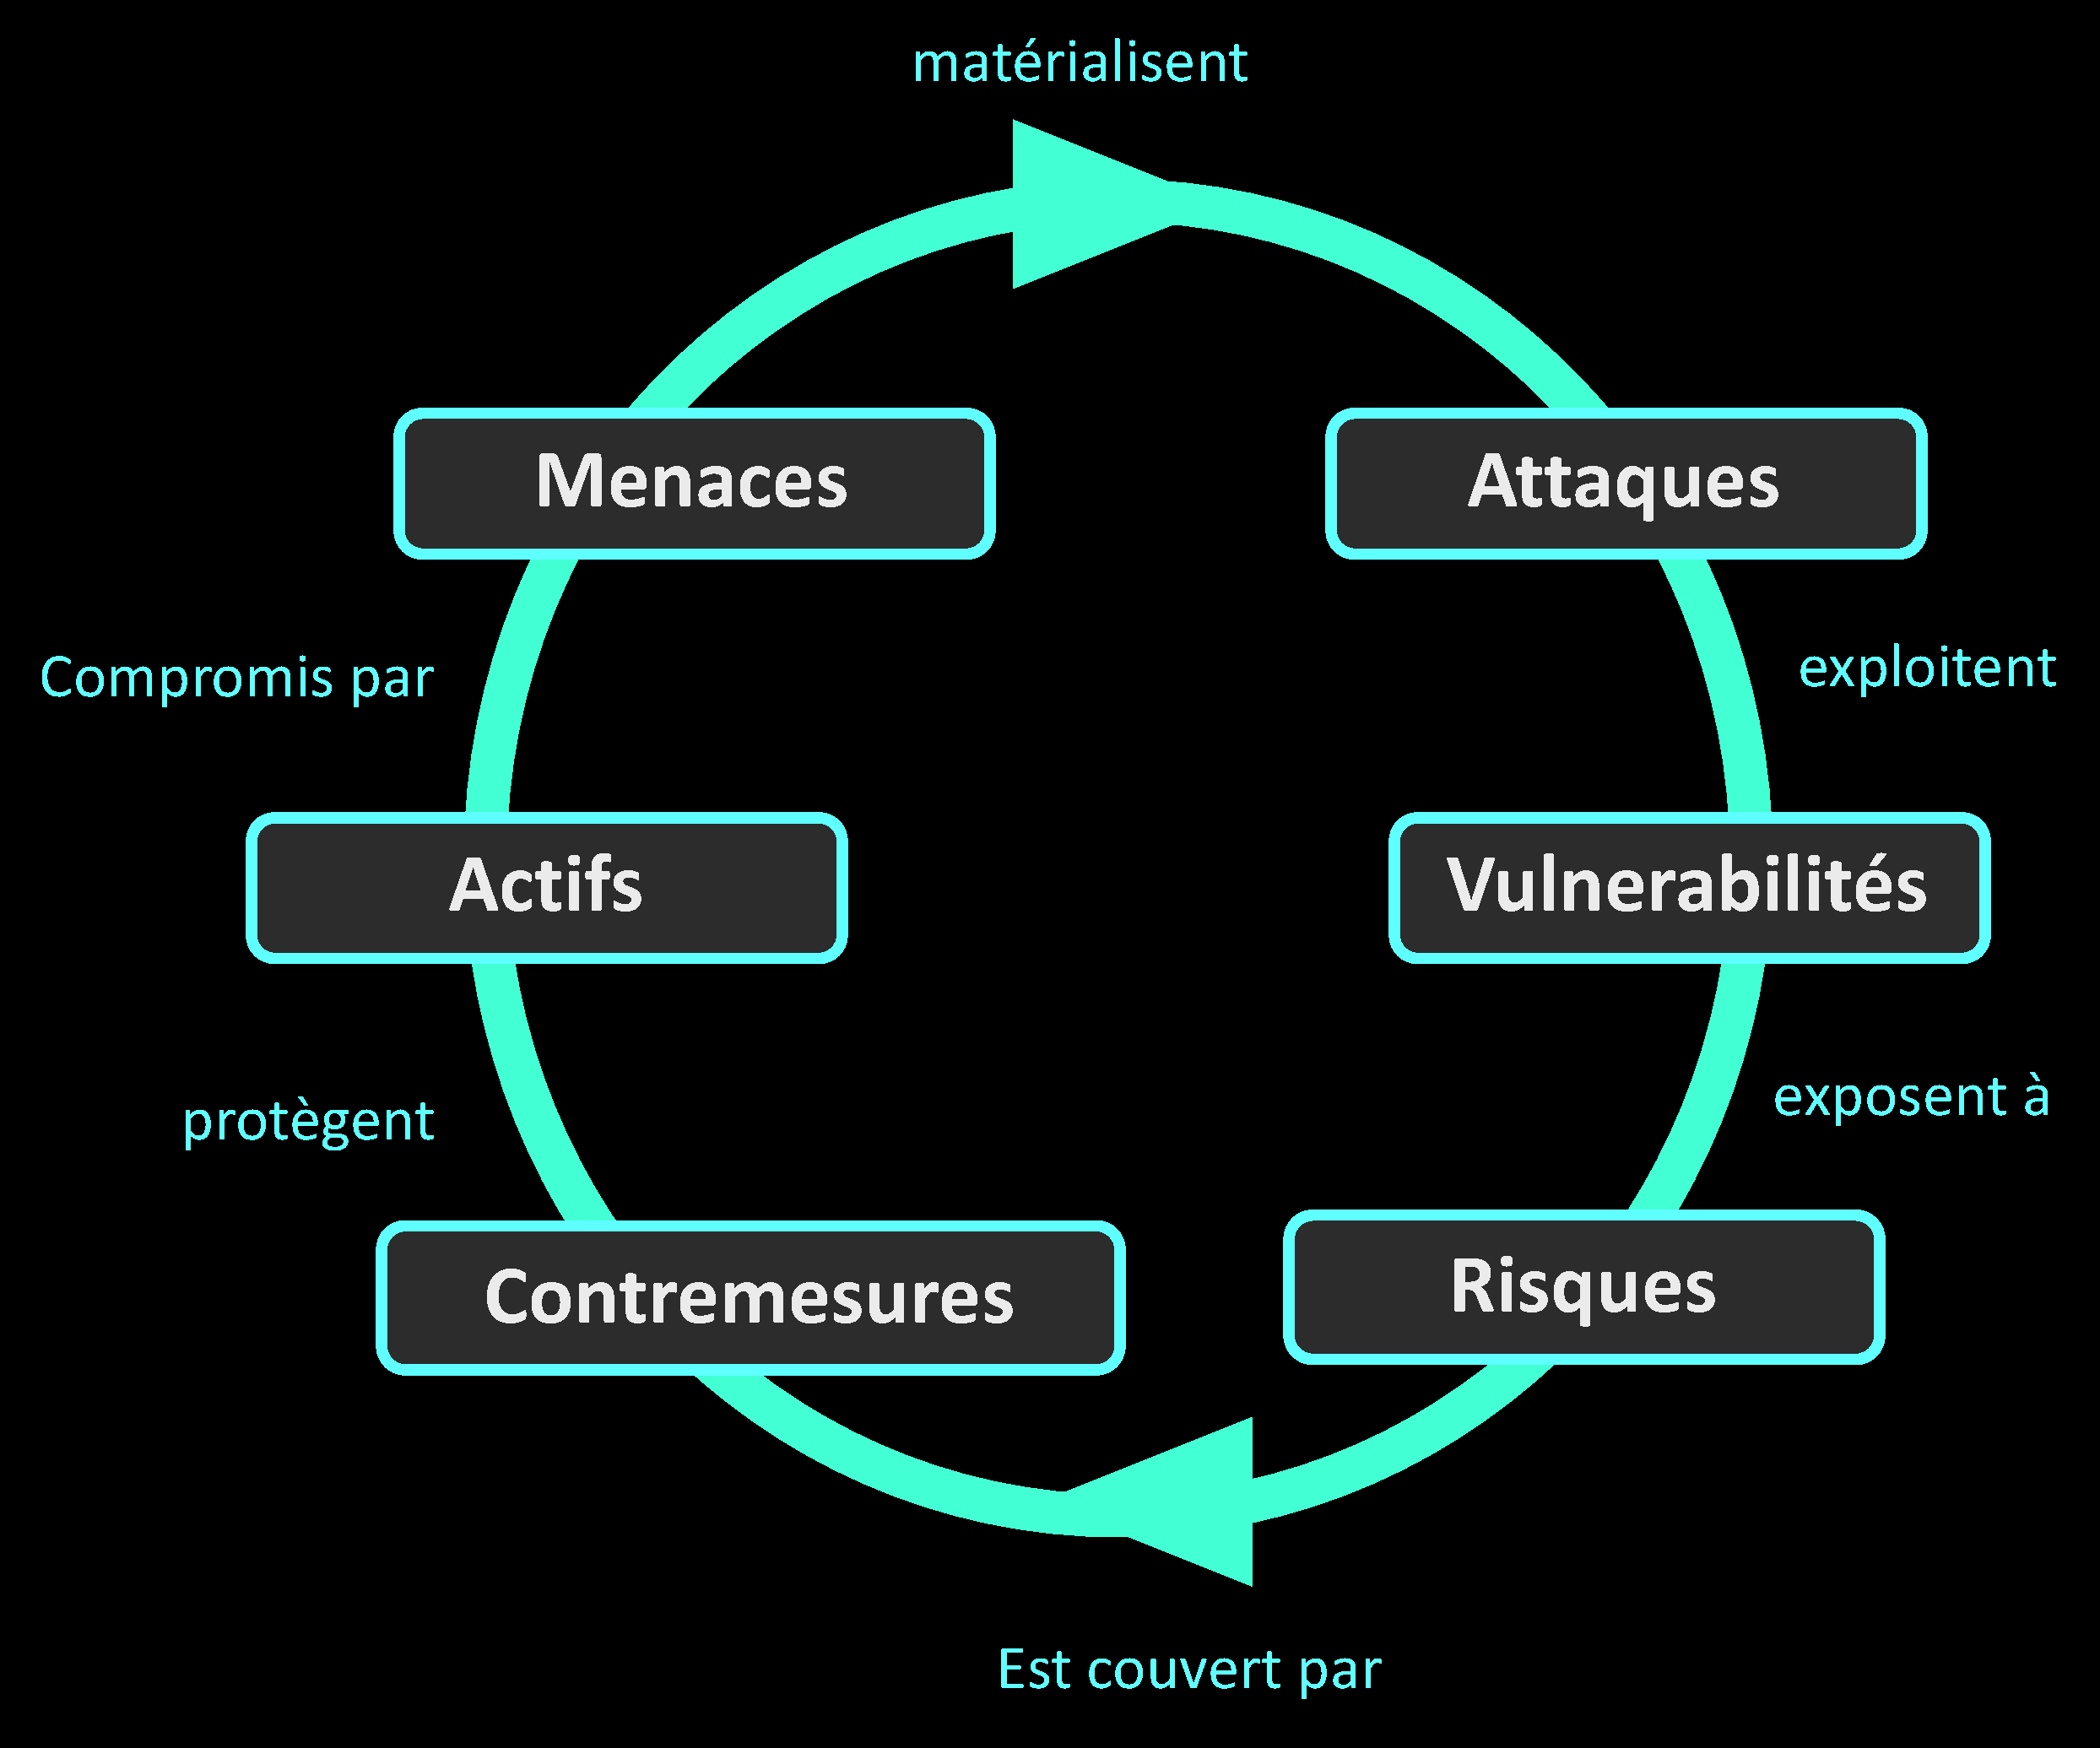 matérialisent
Menaces
Attaques
Compromis par
exploitent
Actifs
Vulnerabilités
protègent
exposent à
Contremesures
Risques
Est couvert par